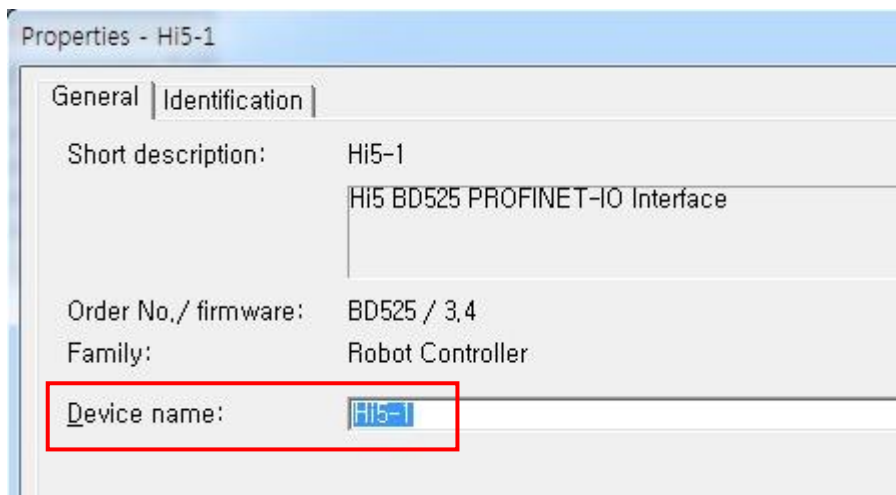 Properties - Hi5-1
General Identification
Short description: Hi5-1
Hi5 BD525 PROFINET-IO Interface
Order No,/ firmware: BD525 / 3,4
Family: Robot Controller
Device name: Hi5-1